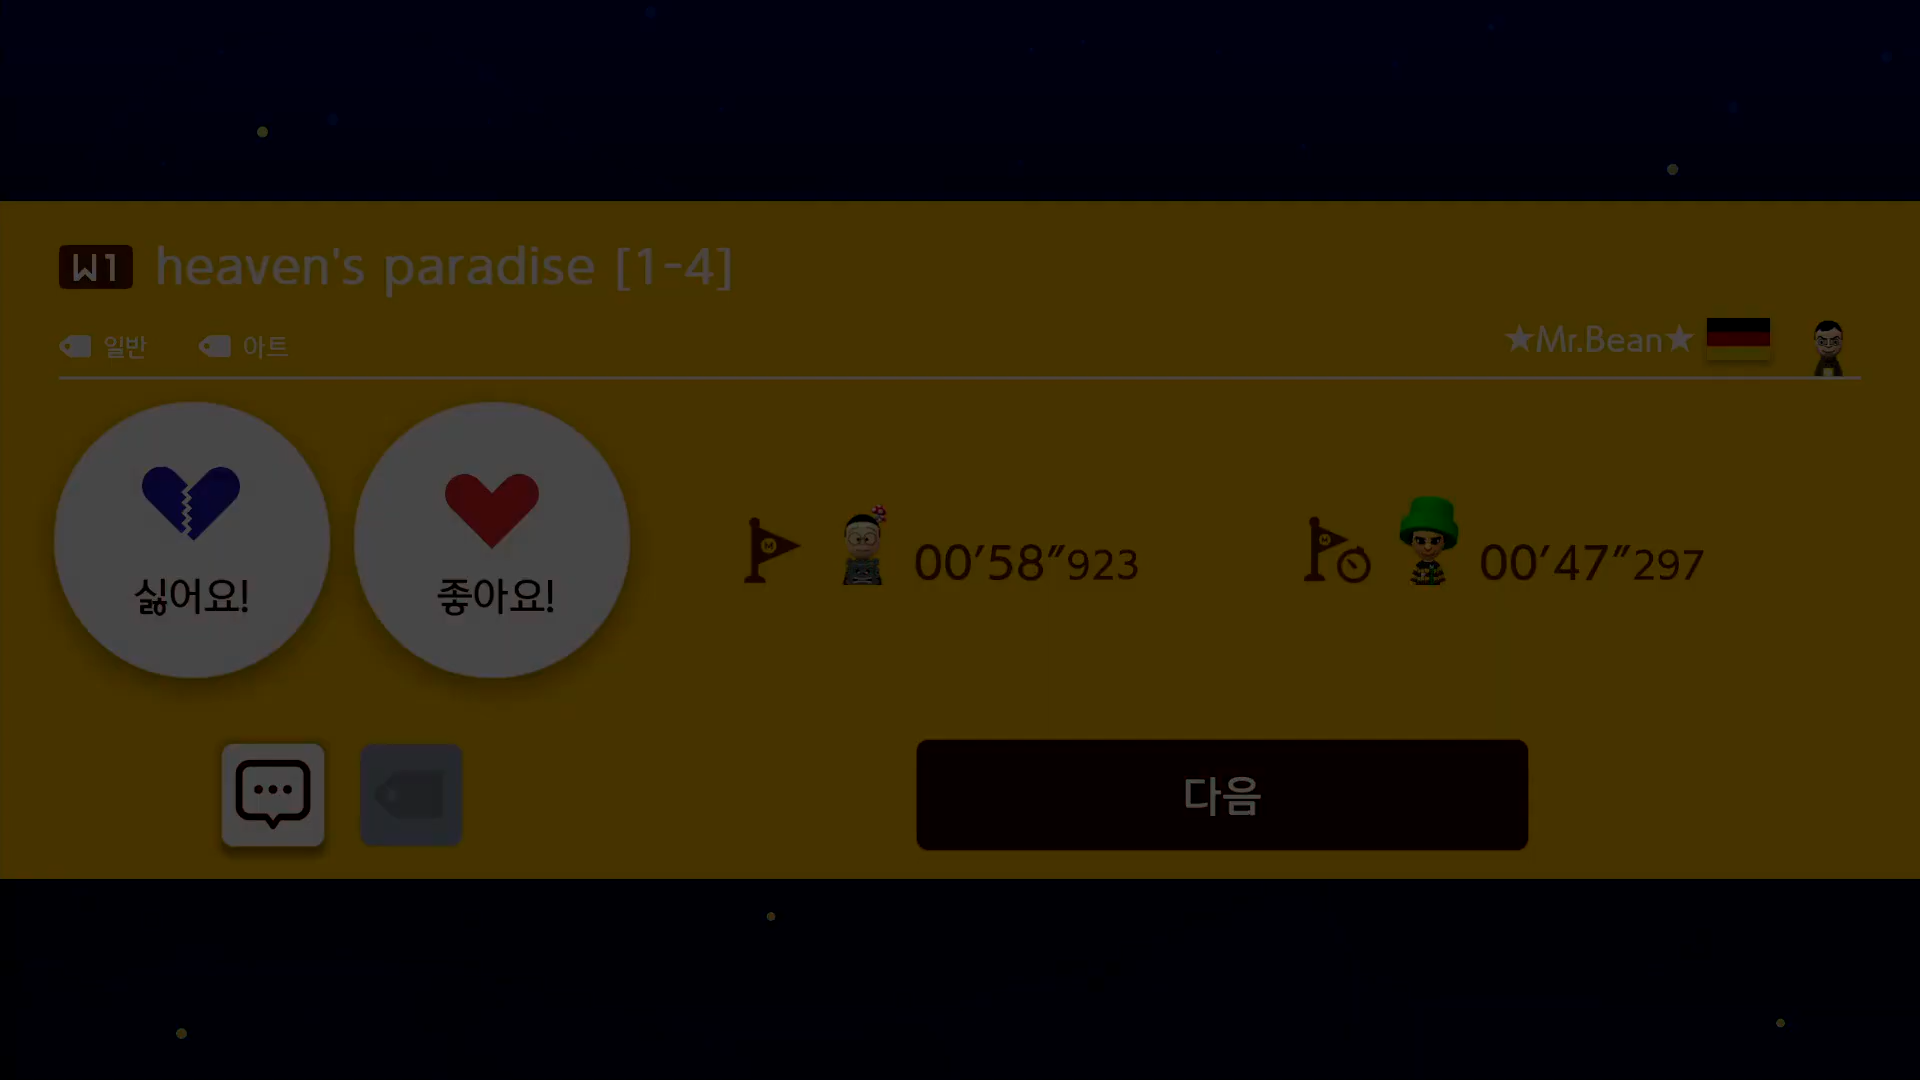 W1 heaven's paradise [1-4]
일반 아트
★Mr.Bean★
싫어요! 좋아요!
M 00′58″923
M 00′47″297
다음